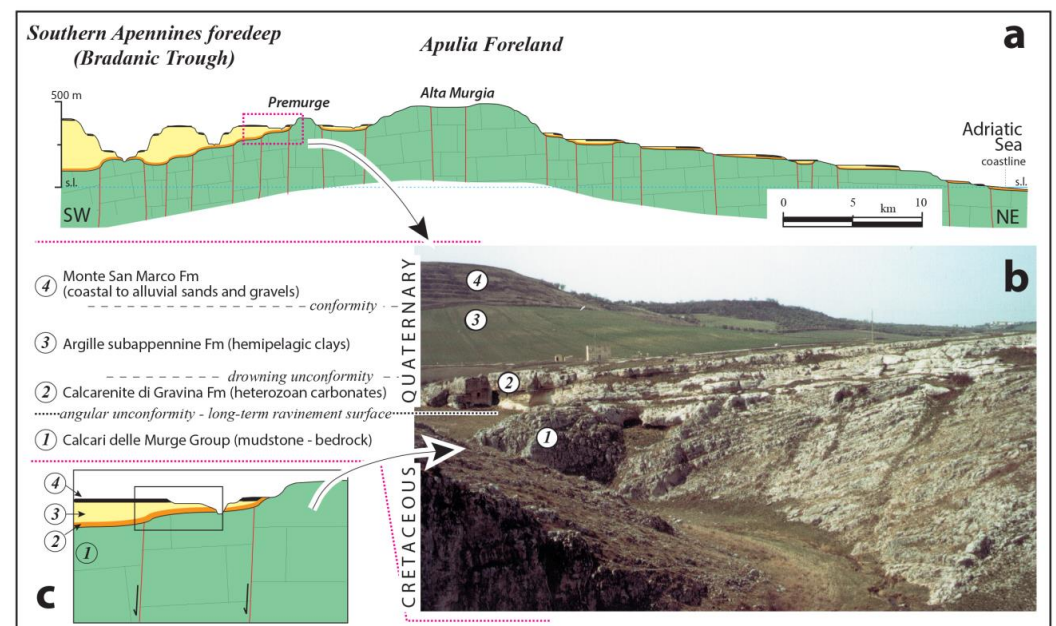 Southern Apennines foredeep
(Bradanic Trough)
Apulia Foreland
a
500 m
Premurge
Alta Murgia
Adriatic
Sea
coastline
s.l.
s.l.
SW
0 5 km 10
NE
4 Monte San Marco Fm
(coastal to alluvial sands and gravels)
conformity
3 Argille subappennine Fm (hemipelagic clays)
drowning unconformity
2 Calcarenite di Gravina Fm (heterozoan carbonates)
angular unconformity - long-term ravinement surface
1 Calcari delle Murge Group (mudstone - bedrock)
QUATERNARY
CRETACEOUS
b
4
3
2
1
4
3
2
1
c